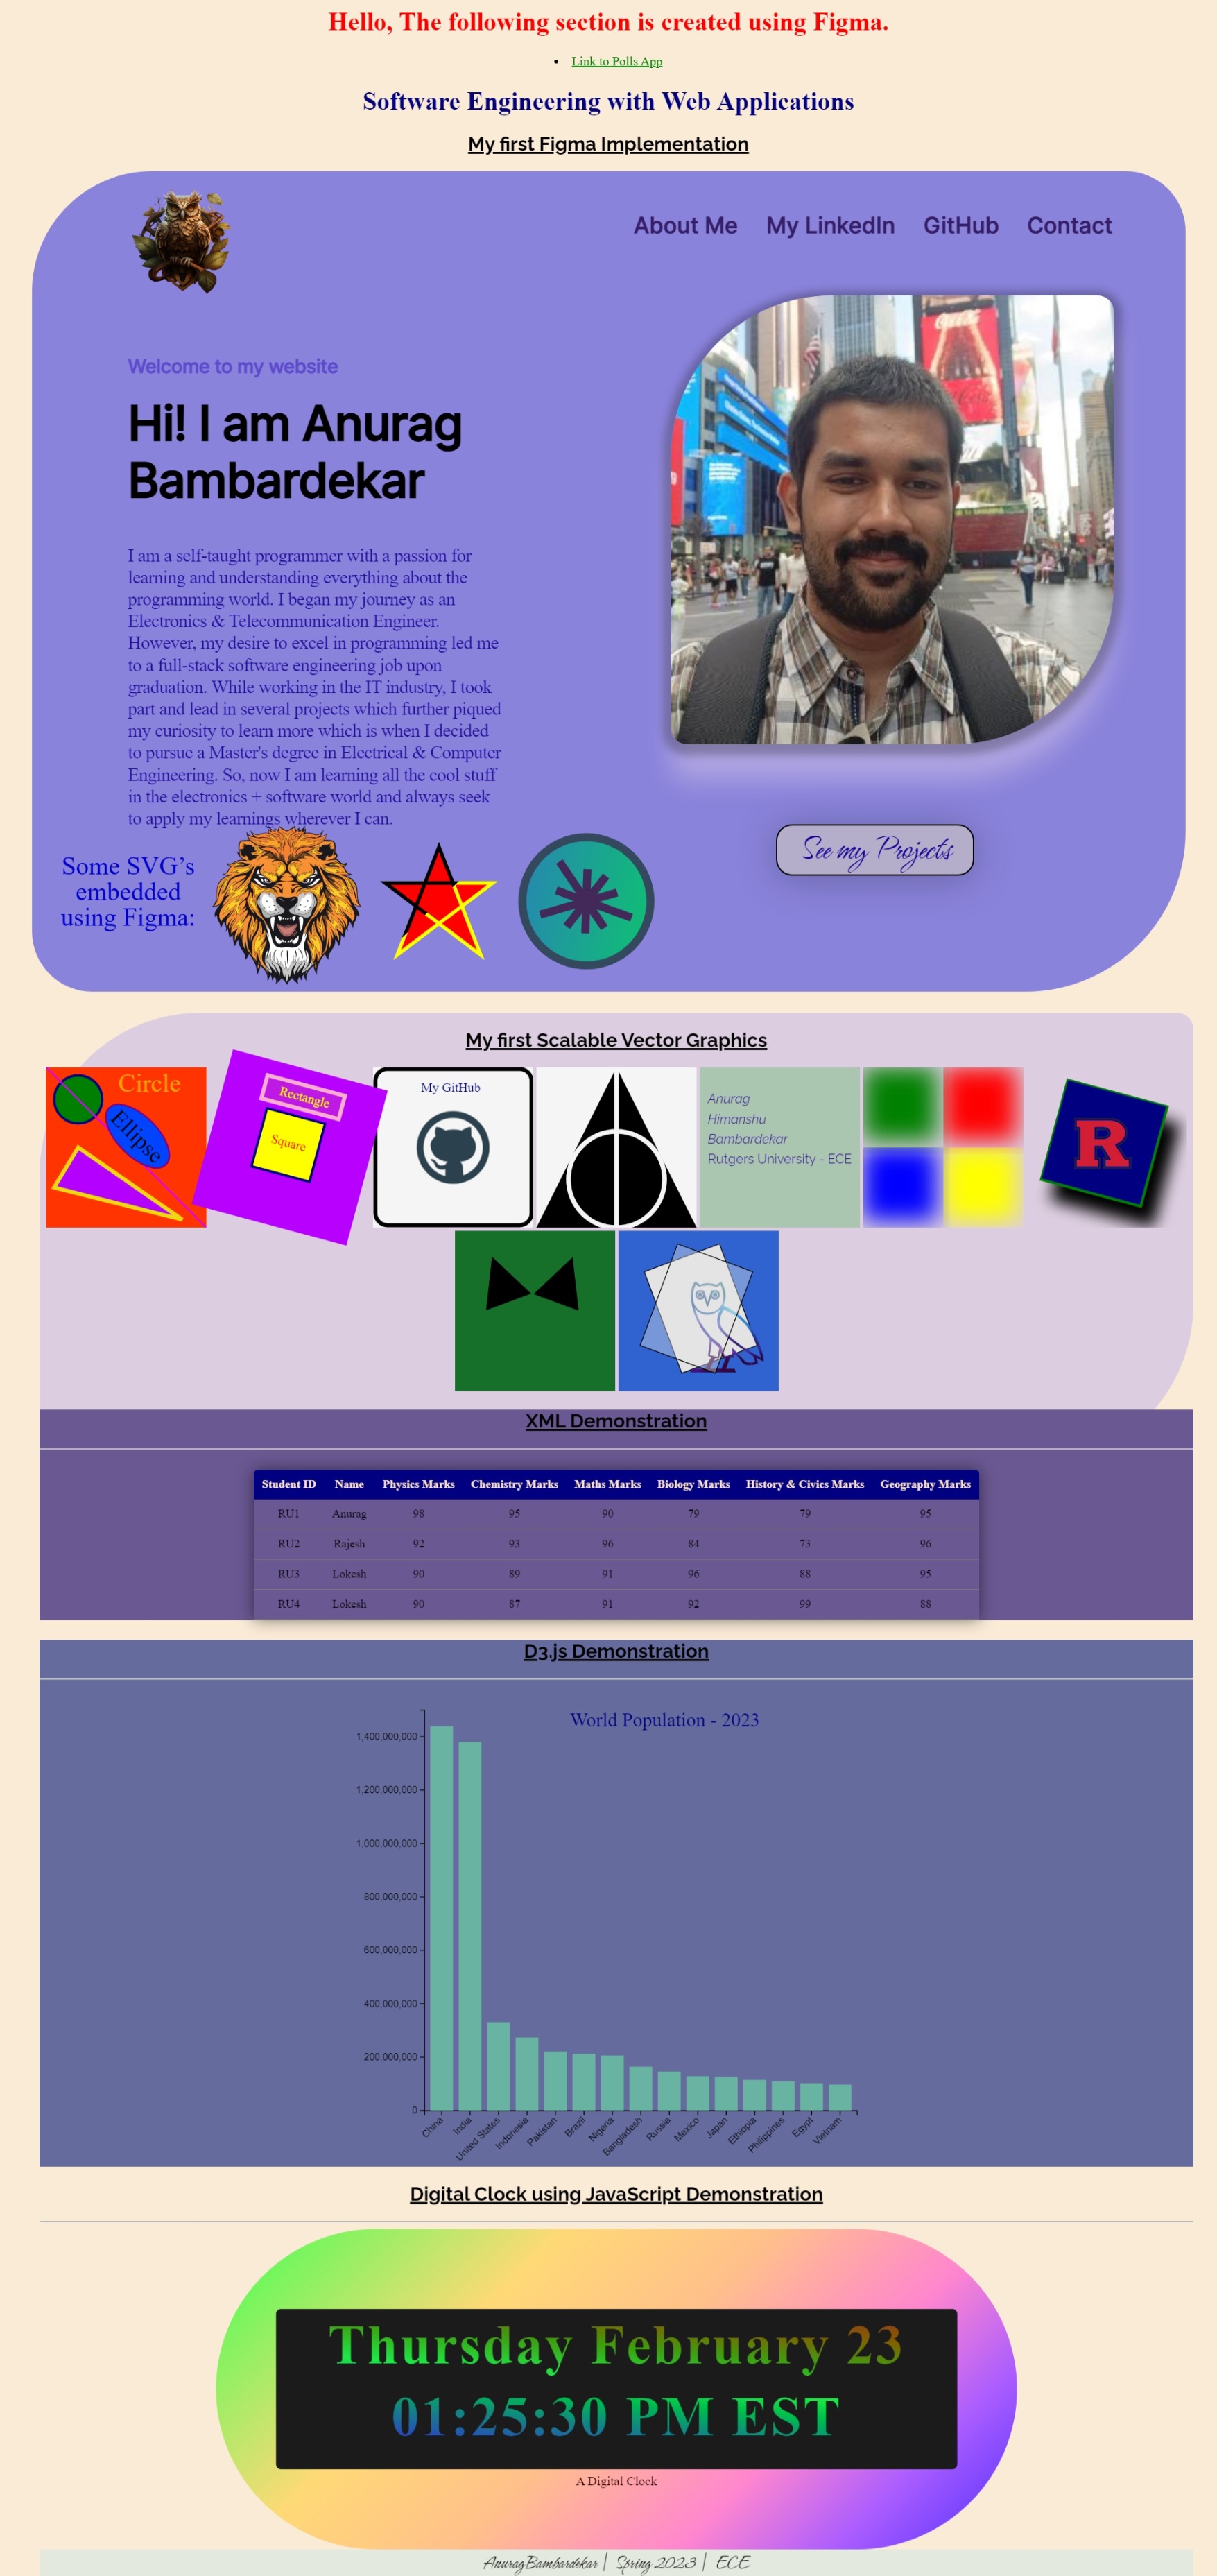 Hello, The following section is created using Figma.
Link to Polls App
Software Engineering with Web Applications
My first Figma Implementation
About Me My LinkedIn GitHub Contact
Welcome to my website
Hi! I am Anurag
Bambardekar
I am a self-taught programmer with a passion for
learning and understanding everything about the
programming world. I began my journey as an
Electronics & Telecommunication Engineer.
However, my desire to excel in programming led me
to a full-stack software engineering job upon
graduation. While working in the IT industry, I took
part and lead in several projects which further piqued
my curiosity to learn more which is when I decided
to pursue a Master's degree in Electrical & Computer
Engineering. So, now I am learning all the cool stuff
in the electronics + software world and always seek
to apply my learnings wherever I can.
See my Projects
Some SVG’s
embedded
using Figma:
My first Scalable Vector Graphics
Circle
Ellipse
Rectangle
Square
My GitHub
Anurag
Himanshu
Bambardekar
Rutgers University - ECE
R
XML Demonstration
Student ID Name Physics Marks Chemistry Marks Maths Marks Biology Marks History & Civics Marks Geography Marks
RU1 Anurag 98 95 90 79 79 95
RU2 Rajesh 92 93 96 84 73 96
RU3 Lokesh 90 89 91 96 88 95
RU4 Lokesh 90 87 91 92 99 88
D3.js Demonstration
World Population - 2023
1,400,000,000
1,200,000,000
1,000,000,000
800,000,000
600,000,000
400,000,000
200,000,000
0
China India United States Indonesia Pakistan Brazil Nigeria Bangladesh Russia Mexico Japan Ethiopia Philippines Egypt Vietnam
Digital Clock using JavaScript Demonstration
Thursday February 23
01:25:30 PM EST
A Digital Clock
Anurag Bambardekar | Spring 2023 | ECE